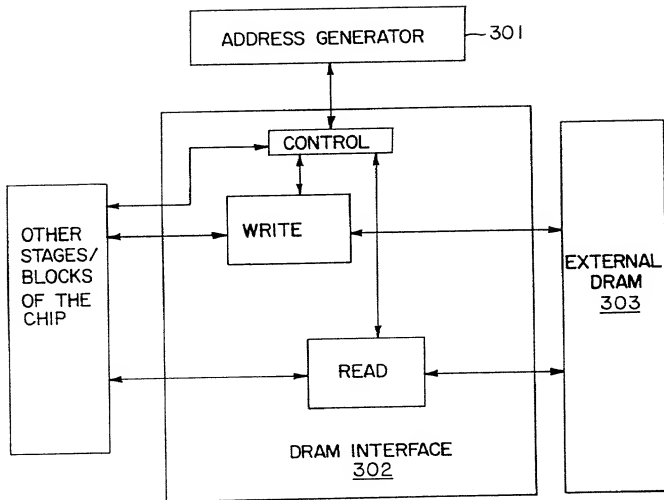 ADDRESS GENERATOR
301
CONTROL
WRITE
READ
OTHER
STAGES/
BLOCKS
OF THE
CHIP
EXTERNAL
DRAM
303
DRAM INTERFACE
302